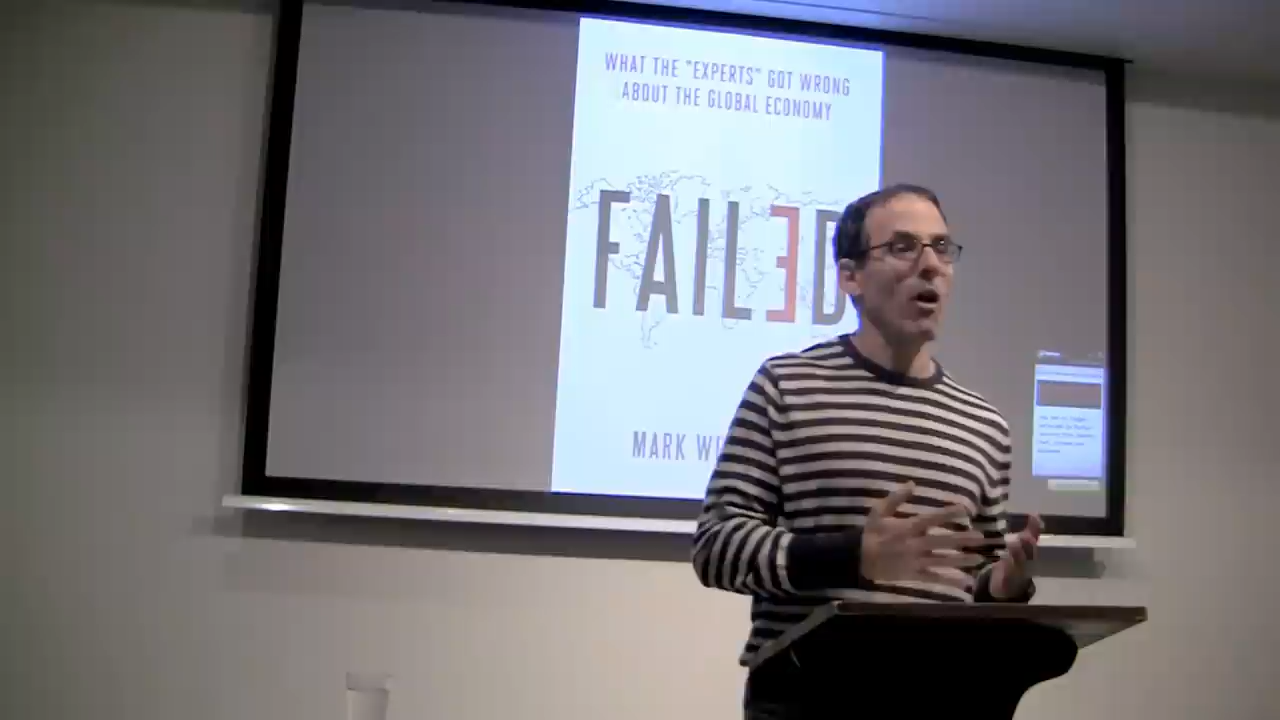 WHAT THE "EXPERTS" GOT WRONG
ABOUT THE GLOBAL ECONOMY
FAILED
MARK